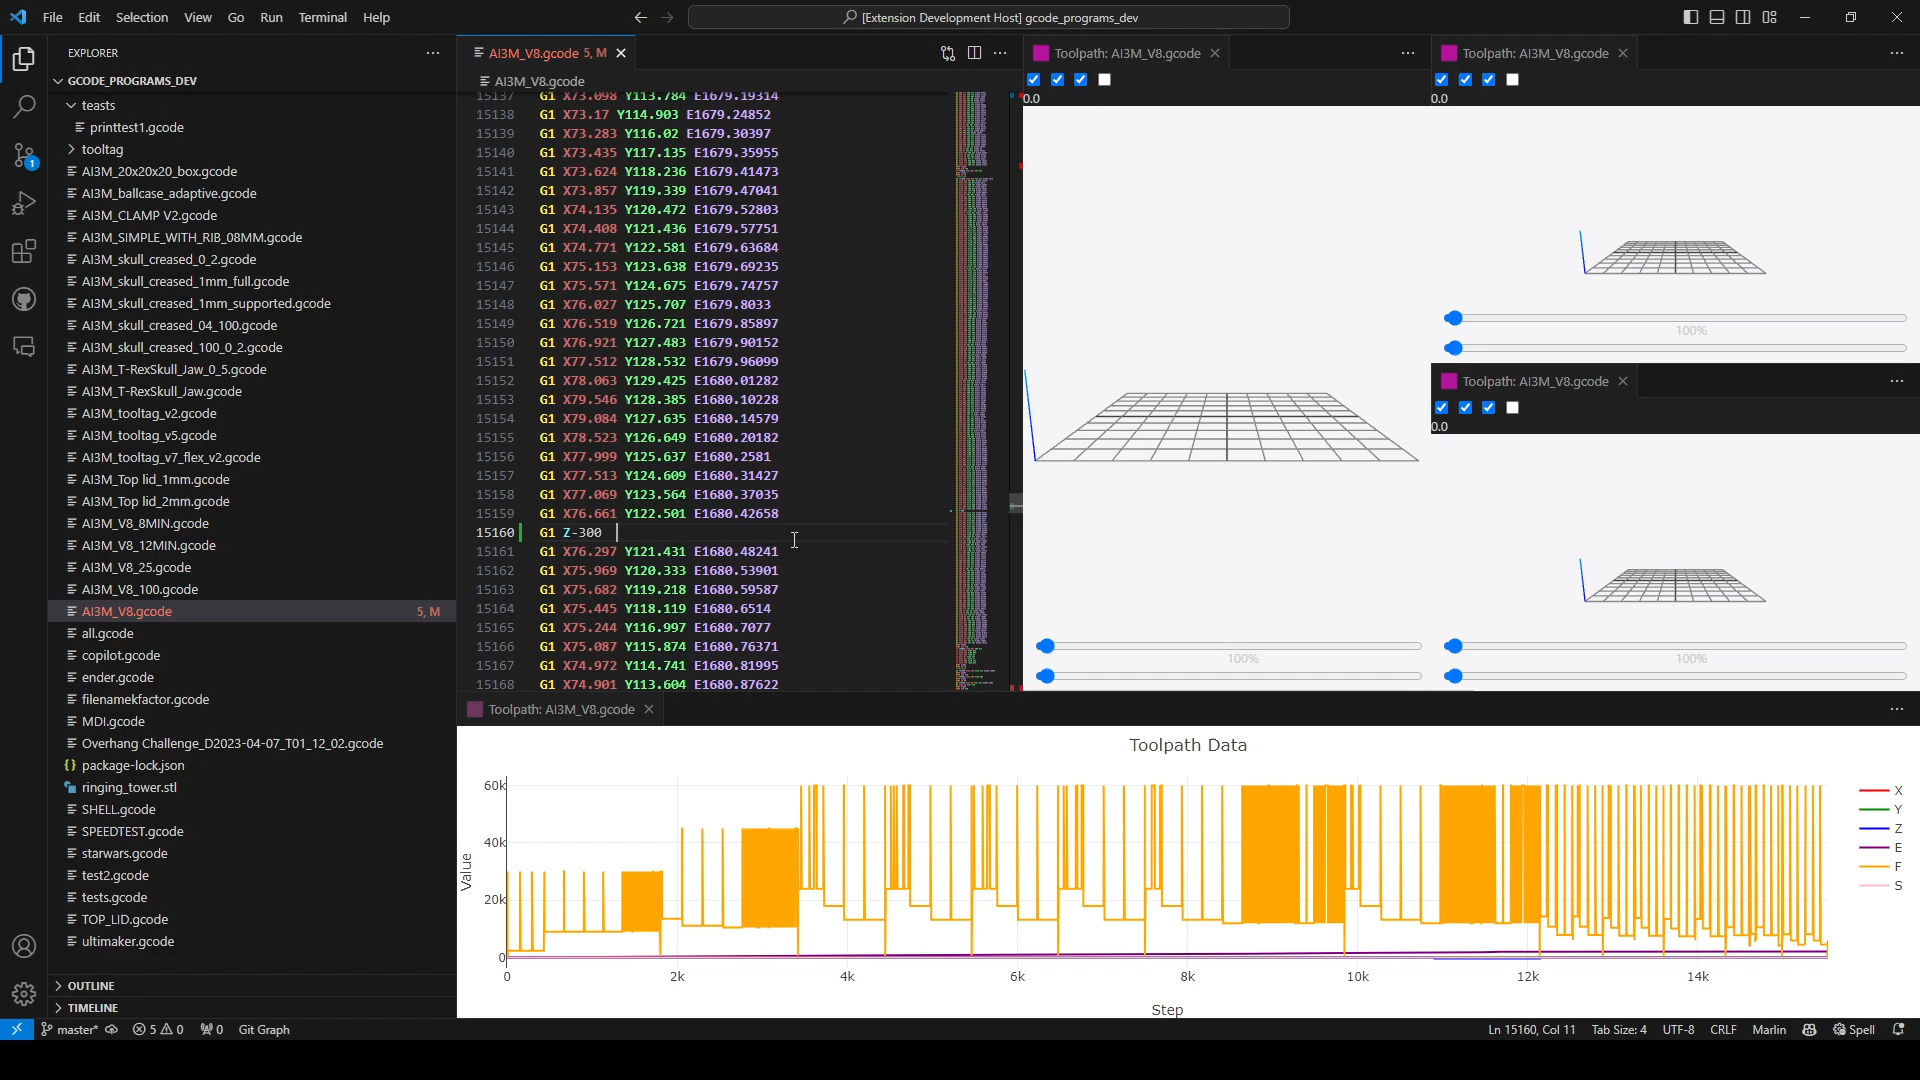 File Edit Selection View Go Run Terminal Help
[Extension Development Host] gcode_programs_dev
EXPLORER
GCODE_PROGRAMS_DEV
teasts
printtest1.gcode
tooltag
AI3M_20x20x20_box.gcode
AI3M_ballcase_adaptive.gcode
AI3M_CLAMP V2.gcode
AI3M_SIMPLE_WITH_RIB_08MM.gcode
AI3M_skull_creased_0_2.gcode
AI3M_skull_creased_1mm_full.gcode
AI3M_skull_creased_1mm_supported.gcode
AI3M_skull_creased_04_100.gcode
AI3M_skull_creased_100_0_2.gcode
AI3M_T-RexSkull_Jaw_0_5.gcode
AI3M_T-RexSkull_Jaw.gcode
AI3M_tooltag_v2.gcode
AI3M_tooltag_v5.gcode
AI3M_tooltag_v7_flex_v2.gcode
AI3M_Top lid_1mm.gcode
AI3M_Top lid_2mm.gcode
AI3M_V8_8MIN.gcode
AI3M_V8_12MIN.gcode
AI3M_V8_25.gcode
AI3M_V8_100.gcode
AI3M_V8.gcode 5, M
all.gcode
copilot.gcode
ender.gcode
filenamekfactor.gcode
MDI.gcode
Overhang Challenge_D2023-04-07_T01_12_02.gcode
package-lock.json
ringing_tower.stl
SHELL.gcode
SPEEDTEST.gcode
starwars.gcode
test2.gcode
tests.gcode
TOP_LID.gcode
ultimaker.gcode
OUTLINE
TIMELINE
1
AI3M_V8.gcode 5, M
AI3M_V8.gcode
15137 G1 X73.098 Y113.784 E1679.19314
15138 G1 X73.17 Y114.903 E1679.24852
15139 G1 X73.283 Y116.02 E1679.30397
15140 G1 X73.435 Y117.135 E1679.35955
15141 G1 X73.624 Y118.236 E1679.41473
15142 G1 X73.857 Y119.339 E1679.47041
15143 G1 X74.135 Y120.472 E1679.52803
15144 G1 X74.408 Y121.436 E1679.57751
15145 G1 X74.771 Y122.581 E1679.63684
15146 G1 X75.153 Y123.638 E1679.69235
15147 G1 X75.571 Y124.675 E1679.74757
15148 G1 X76.027 Y125.707 E1679.8033
15149 G1 X76.519 Y126.721 E1679.85897
15150 G1 X76.921 Y127.483 E1679.90152
15151 G1 X77.512 Y128.532 E1679.96099
15152 G1 X78.063 Y129.425 E1680.01282
15153 G1 X79.546 Y128.385 E1680.10228
15154 G1 X79.084 Y127.635 E1680.14579
15155 G1 X78.523 Y126.649 E1680.20182
15156 G1 X77.999 Y125.637 E1680.2581
15157 G1 X77.513 Y124.609 E1680.31427
15158 G1 X77.069 Y123.564 E1680.37035
15159 G1 X76.661 Y122.501 E1680.42658
15160 G1 Z-300
15161 G1 X76.297 Y121.431 E1680.48241
15162 G1 X75.969 Y120.333 E1680.53901
15163 G1 X75.682 Y119.218 E1680.59587
15164 G1 X75.445 Y118.119 E1680.6514
15165 G1 X75.244 Y116.997 E1680.7077
15166 G1 X75.087 Y115.874 E1680.76371
15167 G1 X74.972 Y114.741 E1680.81995
15168 G1 X74.901 Y113.604 E1680.87622
Toolpath: AI3M_V8.gcode
0.0
100%
Toolpath: AI3M_V8.gcode
0.0
100%
Toolpath: AI3M_V8.gcode
0.0
100%
Toolpath: AI3M_V8.gcode
Toolpath Data
Value
60k
40k
20k
0
0 2k 4k 6k 8k 10k 12k 14k
Step
X
Y
Z
E
F
S
master* 5 0 0 Git Graph
Ln 15160, Col 11 Tab Size: 4 UTF-8 CRLF Marlin Spell